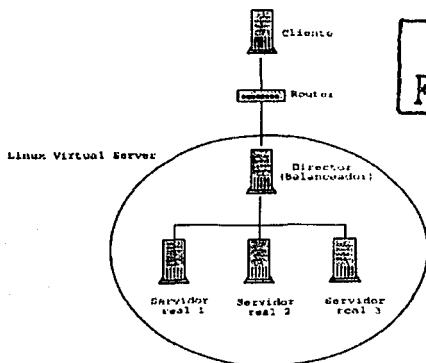 Cliente
Router
Linux Virtual Server
Director
(Balanceador)
Servidor
real 1
Servidor
real 2
Servidor
real 3